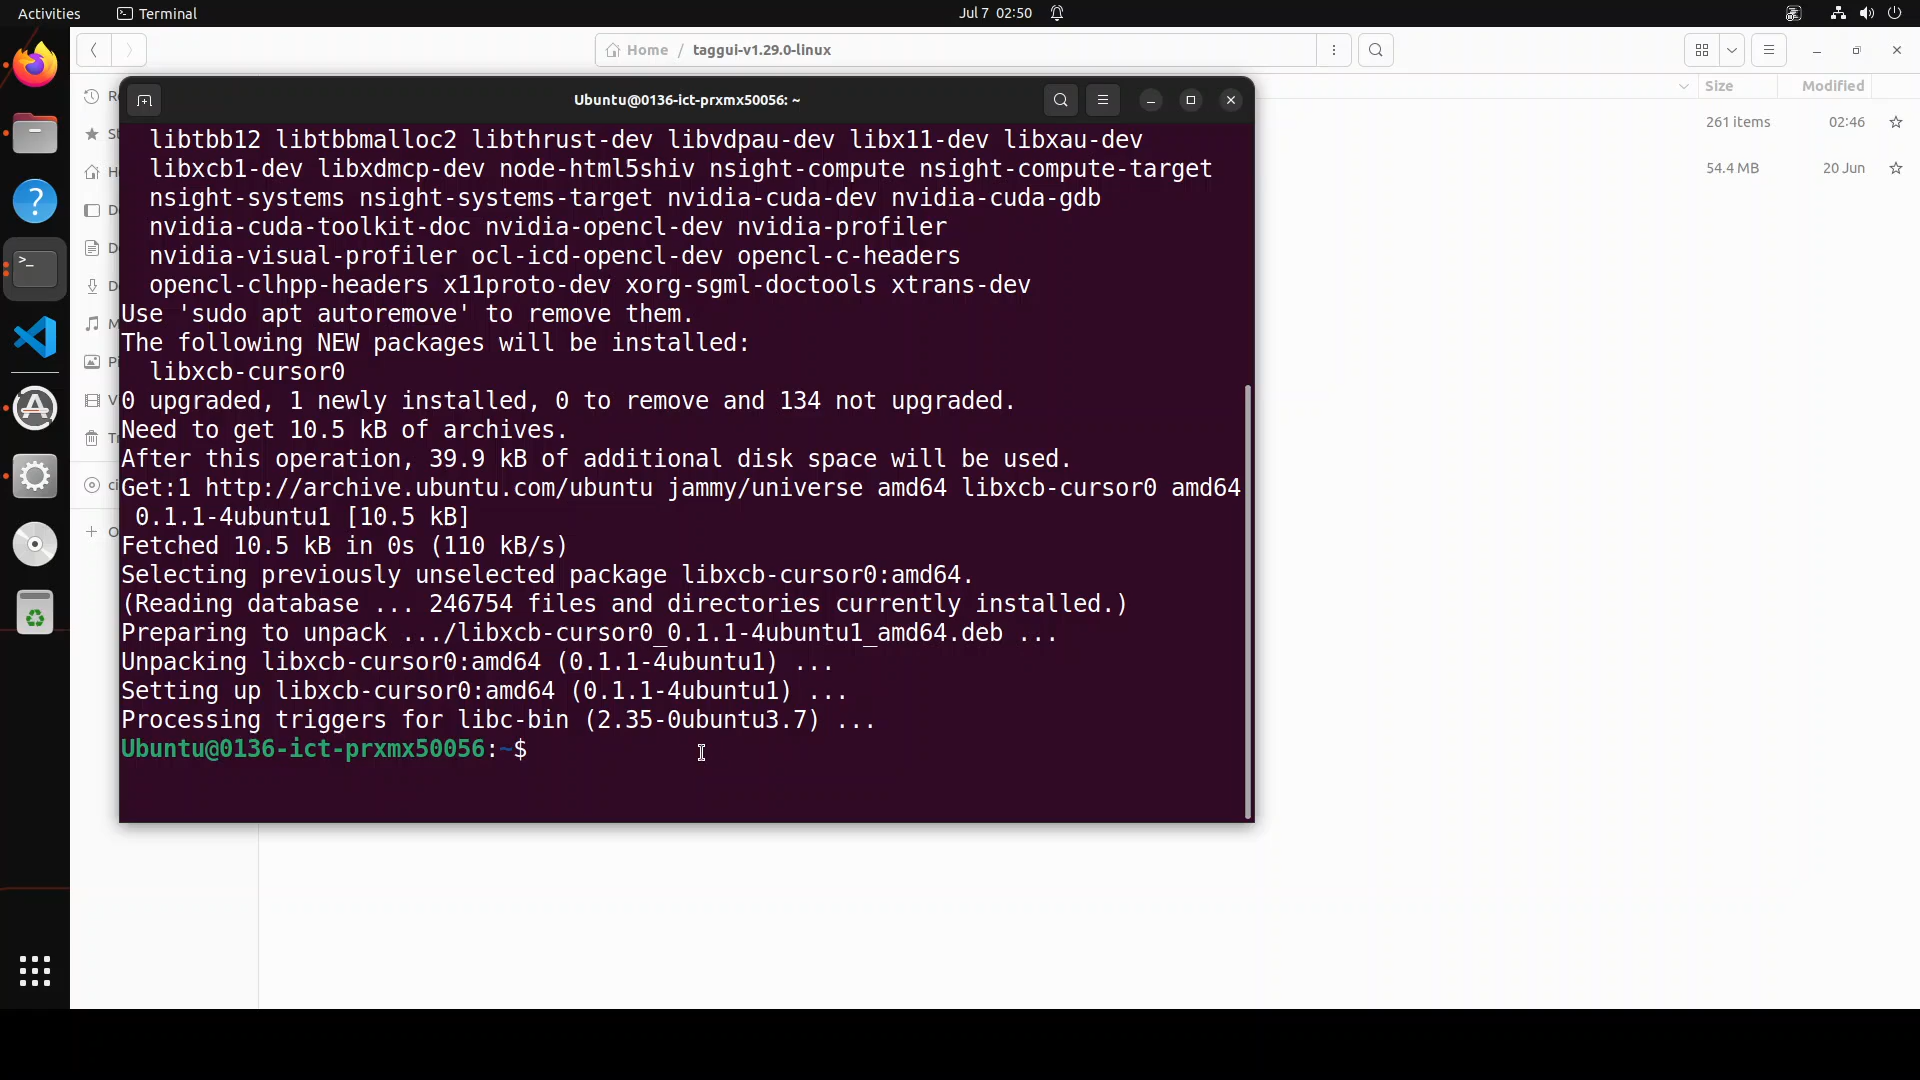 Activities
Terminal
Jul 7 02:50
Home / taggui-v1.29.0-linux
Size
Modified
261 items
02:46
54.4 MB
20 Jun
Ubuntu@0136-ict-prxmx50056: ~
libtbb12 libtbbmalloc2 libthrust-dev libvdpau-dev libx11-dev libxau-dev
libxcb1-dev libxdmcp-dev node-html5shiv nsight-compute nsight-compute-target
nsight-systems nsight-systems-target nvidia-cuda-dev nvidia-cuda-gdb
nvidia-cuda-toolkit-doc nvidia-opencl-dev nvidia-profiler
nvidia-visual-profiler ocl-icd-opencl-dev opencl-c-headers
opencl-clhpp-headers x11proto-dev xorg-sgml-doctools xtrans-dev
Use 'sudo apt autoremove' to remove them.
The following NEW packages will be installed:
libxcb-cursor0
0 upgraded, 1 newly installed, 0 to remove and 134 not upgraded.
Need to get 10.5 kB of archives.
After this operation, 39.9 kB of additional disk space will be used.
Get:1 http://archive.ubuntu.com/ubuntu jammy/universe amd64 libxcb-cursor0 amd64
0.1.1-4ubuntu1 [10.5 kB]
Fetched 10.5 kB in 0s (110 kB/s)
Selecting previously unselected package libxcb-cursor0:amd64.
(Reading database ... 246754 files and directories currently installed.)
Preparing to unpack .../libxcb-cursor0_0.1.1-4ubuntu1_amd64.deb ...
Unpacking libxcb-cursor0:amd64 (0.1.1-4ubuntu1) ...
Setting up libxcb-cursor0:amd64 (0.1.1-4ubuntu1) ...
Processing triggers for libc-bin (2.35-0ubuntu3.7) ...
Ubuntu@0136-ict-prxmx50056:~$